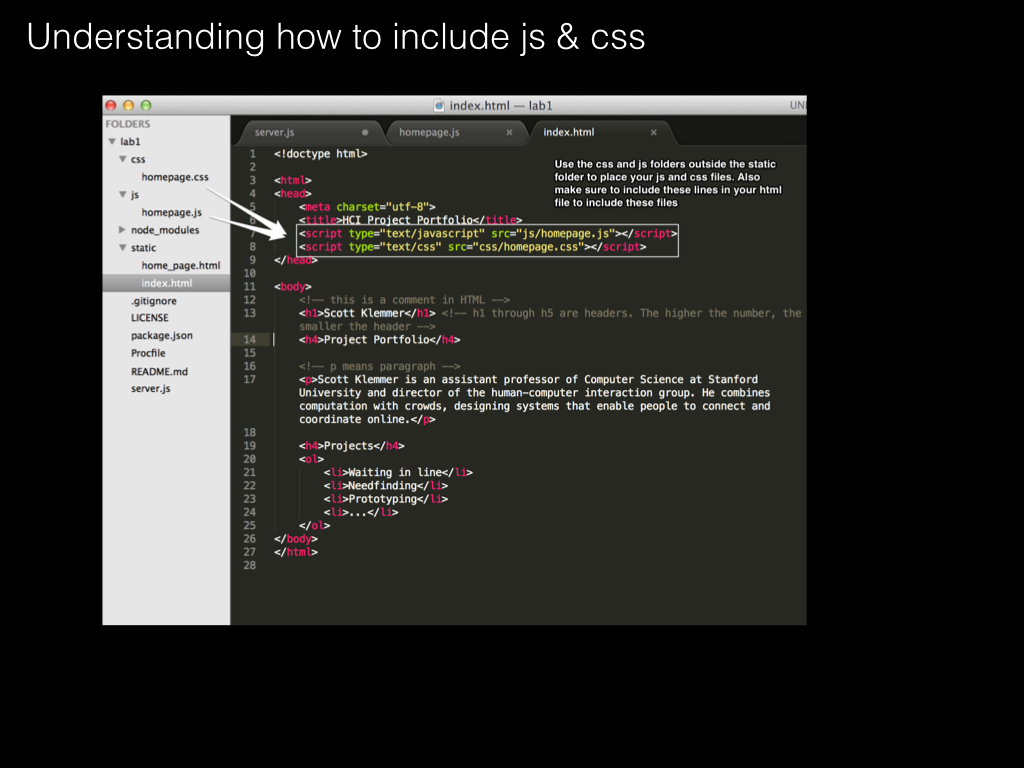 Understanding how to include js & css
index.html — lab1
UNI
FOLDERS
lab1
css
homepage.css
js
homepage.js
node_modules
static
home_page.html
index.html
.gitignore
LICENSE
package.json
Procfile
README.md
server.js
server.js
homepage.js
index.html
Use the css and js folders outside the static
folder to place your js and css files. Also
make sure to include these lines in your html
file to include these files
1 <!doctype html>
2
3 <html>
4 <head>
5 <meta charset="utf-8">
6 <title>HCI Project Portfolio</title>
7 <script type="text/javascript" src="js/homepage.js"></script>
8 <script type="text/css" src="css/homepage.css"></script>
9 </head>
10
11 <body>
12 <!-- this is a comment in HTML -->
13 <h1>Scott Klemmer</h1> <!-- h1 through h5 are headers. The higher the number, the
smaller the header -->
14 <h4>Project Portfolio</h4>
15
16 <!-- p means paragraph -->
17 <p>Scott Klemmer is an assistant professor of Computer Science at Stanford
University and director of the human-computer interaction group. He combines
computation with crowds, designing systems that enable people to connect and
coordinate online.</p>
18
19 <h4>Projects</h4>
20 <ol>
21 <li>Waiting in line</li>
22 <li>Needfinding</li>
23 <li>Prototyping</li>
24 <li>...</li>
25 </ol>
26 </body>
27 </html>
28